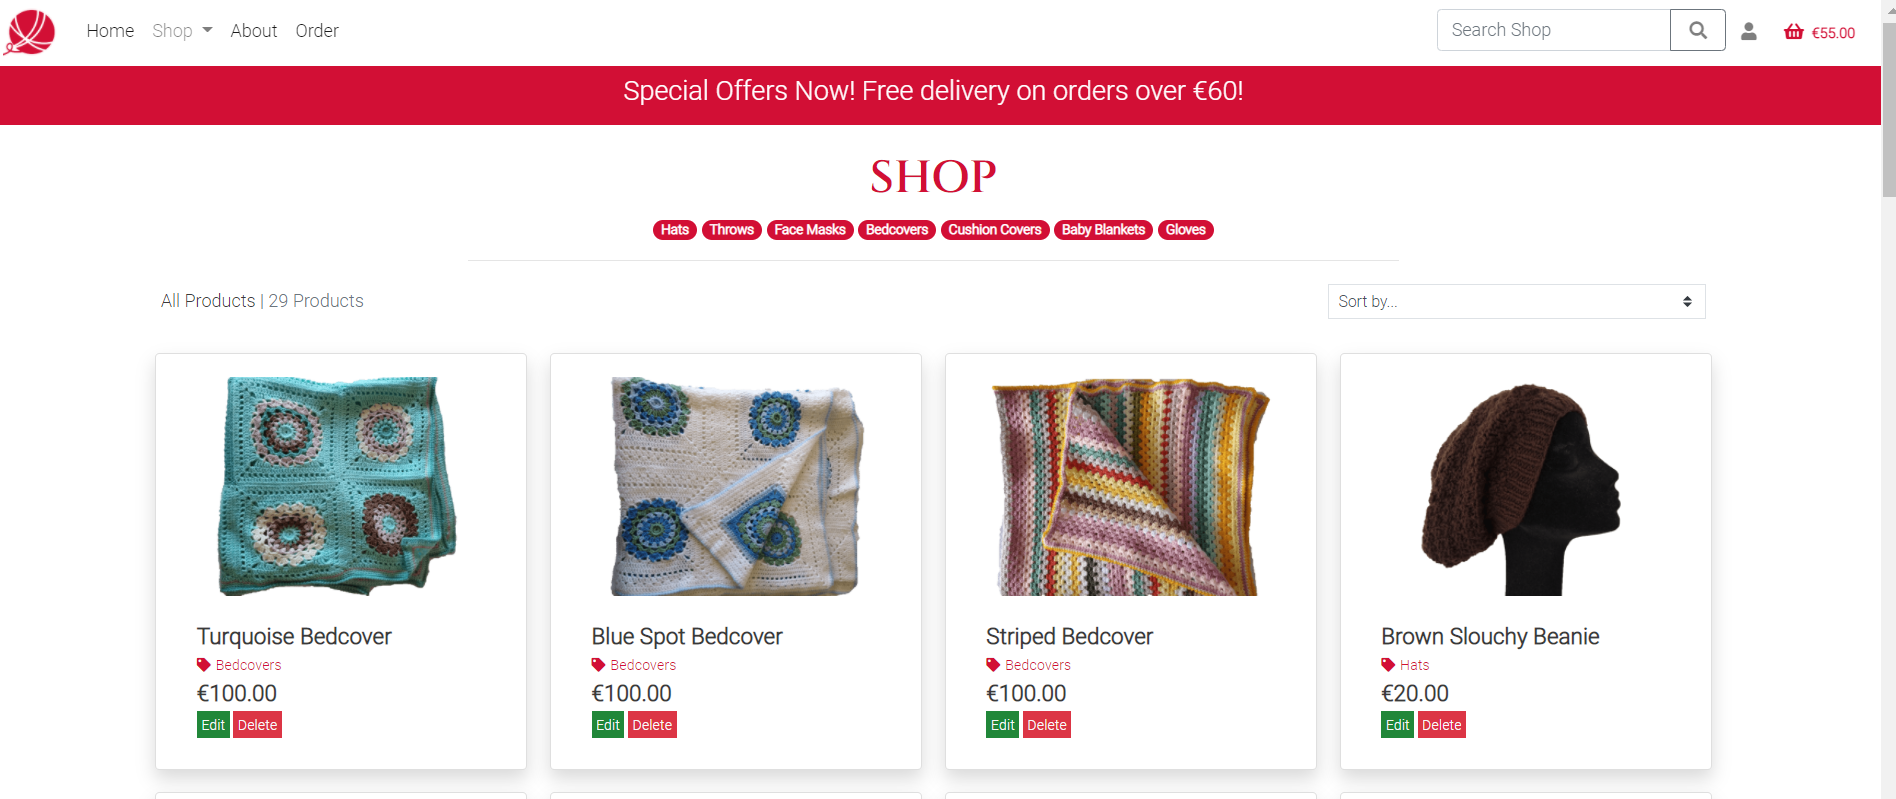 Home Shop About Order Search Shop €55.00
Special Offers Now! Free delivery on orders over €60!
SHOP
Hats Throws Face Masks Bedcovers Cushion Covers Baby Blankets Gloves
All Products | 29 Products
Sort by...
Turquoise Bedcover
Bedcovers
€100.00
Edit Delete
Blue Spot Bedcover
Bedcovers
€100.00
Edit Delete
Striped Bedcover
Bedcovers
€100.00
Edit Delete
Brown Slouchy Beanie
Hats
€20.00
Edit Delete